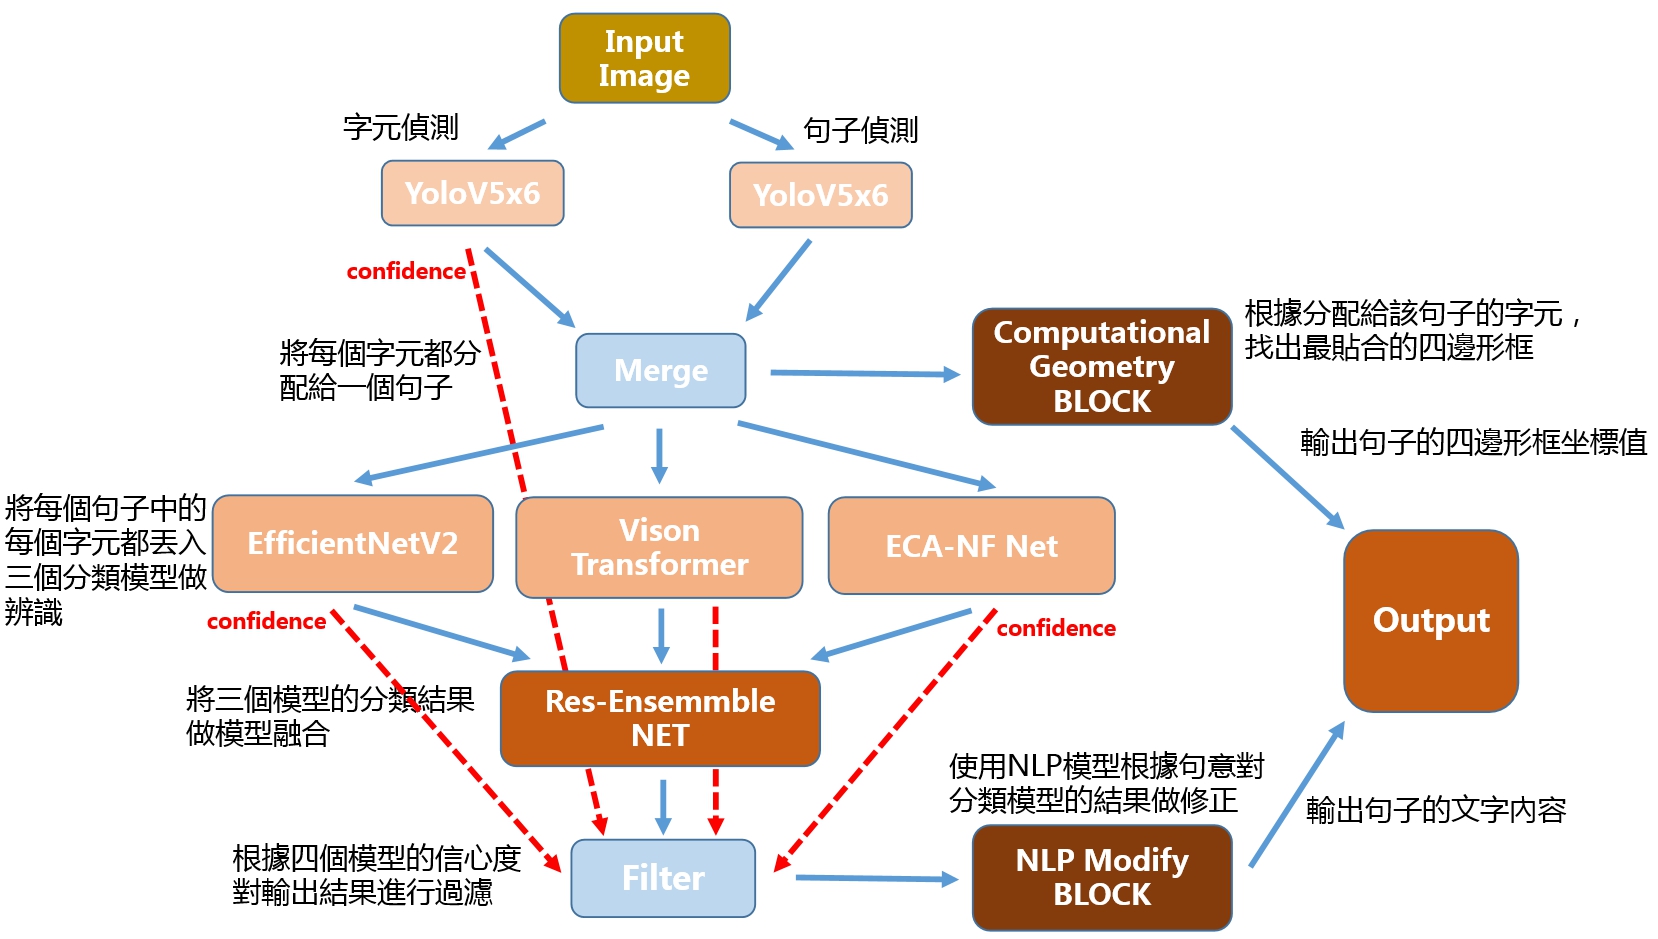 Input
Image
字元偵測
句子偵測
YoloV5x6
YoloV5x6
confidence
根據分配給該句子的字元,
找出最貼合的四邊形框
Computational
Geometry
BLOCK
將每個字元都分
配給一個句子
Merge
輸出句子的四邊形框坐標值
將每個句子中的
每個字元都丟入
三個分類模型做
辨識
EfficientNetV2
Vison
Transformer
ECA-NF Net
confidence
confidence
Output
將三個模型的分類結果
做模型融合
Res-Ensemmble
NET
使用NLP模型根據句意對
分類模型的結果做修正
輸出句子的文字內容
根據四個模型的信心度
對輸出結果進行過濾
Filter
NLP Modify
BLOCK